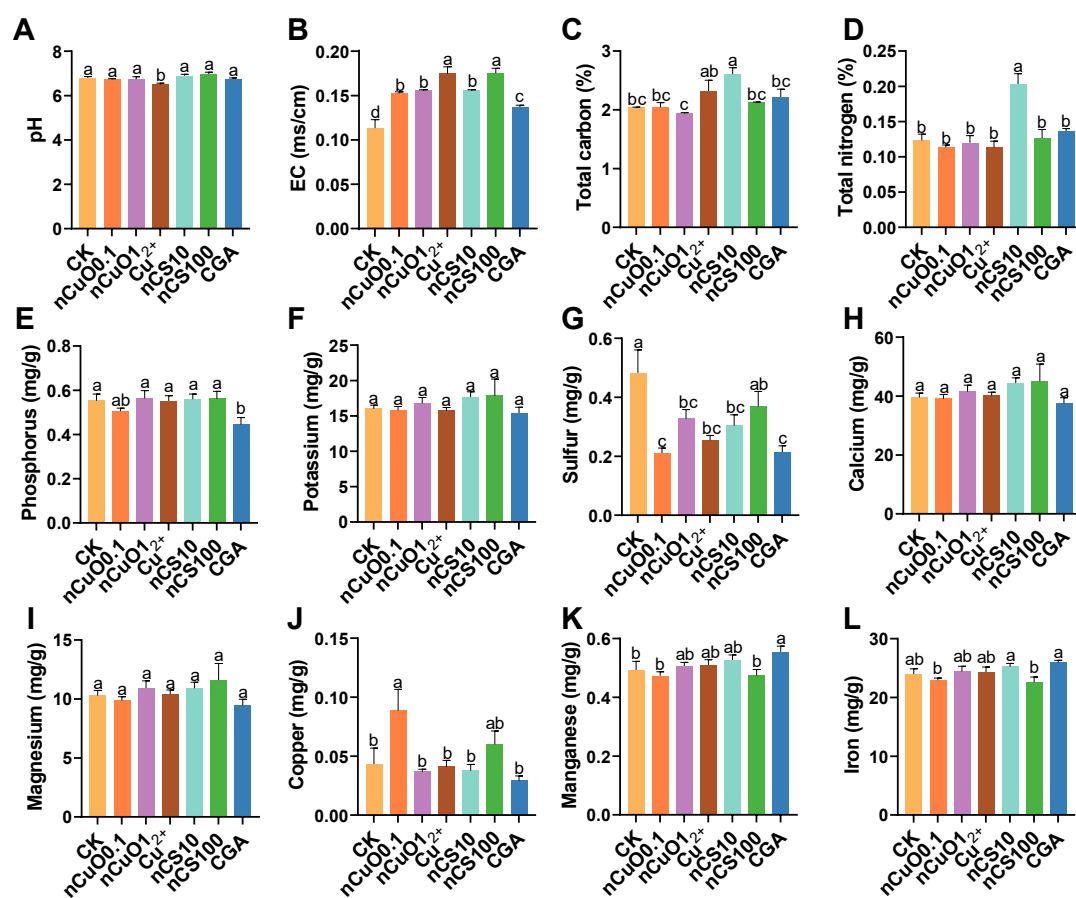 A
pH
8
6
4
2
0
a a a b a a a
CK
nCuO0.1
nCuO1
Cu²⁺
nCS10
nCS100
CGA
B
EC (ms/cm)
0.20
0.15
0.10
0.05
0.00
d b b a b a c
CK
nCuO0.1
nCuO1
Cu²⁺
nCS10
nCS100
CGA
C
Total carbon (%)
3
2
1
0
bc bc c ab a bc bc
CK
nCuO0.1
nCuO1
Cu²⁺
nCS10
nCS100
CGA
D
Total nitrogen (%)
0.25
0.20
0.15
0.10
0.05
0.00
b b b b a b b
CK
nCuO0.1
nCuO1
Cu²⁺
nCS10
nCS100
CGA
E
Phosphorus (mg/g)
0.8
0.6
0.4
0.2
0.0
a ab a a a a b
CK
nCuO0.1
nCuO1
Cu²⁺
nCS10
nCS100
CGA
F
Potassium (mg/g)
25
20
15
10
5
0
a a a a a a a
CK
nCuO0.1
nCuO1
Cu²⁺
nCS10
nCS100
CGA
G
Sulfur (mg/g)
0.6
0.4
0.2
0.0
a c bc bc bc ab c
CK
nCuO0.1
nCuO1
Cu²⁺
nCS10
nCS100
CGA
H
Calcium (mg/g)
60
40
20
0
a a a a a a a
CK
nCuO0.1
nCuO1
Cu²⁺
nCS10
nCS100
CGA
I
Magnesium (mg/g)
15
10
5
0
a a a a a a a
CK
nCuO0.1
nCuO1
Cu²⁺
nCS10
nCS100
CGA
J
Copper (mg/g)
0.15
0.10
0.05
0.00
b a b b b ab b
CK
nCuO0.1
nCuO1
Cu²⁺
nCS10
nCS100
CGA
K
Manganese (mg/g)
0.6
0.4
0.2
0.0
b b ab ab ab b a
CK
nCuO0.1
nCuO1
Cu²⁺
nCS10
nCS100
CGA
L
Iron (mg/g)
30
20
10
0
ab b ab ab a b a
CK
nCuO0.1
nCuO1
Cu²⁺
nCS10
nCS100
CGA